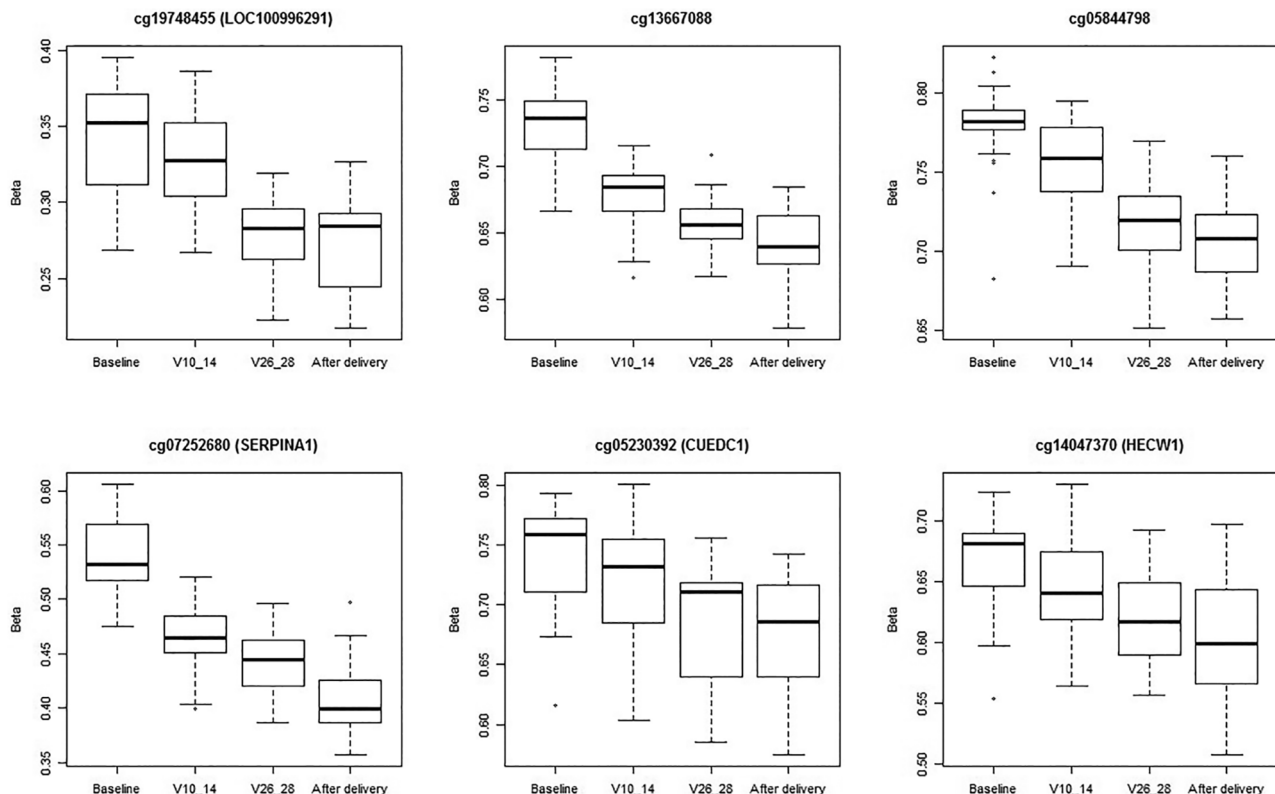 cg19748455 (LOC100996291)
Beta
0.40
0.35
0.30
0.25
Baseline V10_14 V26_28 After delivery
cg13667088
Beta
0.75
0.70
0.65
0.60
Baseline V10_14 V26_28 After delivery
cg05844798
Beta
0.80
0.75
0.70
0.65
Baseline V10_14 V26_28 After delivery
cg07252680 (SERPINA1)
Beta
0.60
0.55
0.50
0.45
0.40
0.35
Baseline V10_14 V26_28 After delivery
cg05230392 (CUEDC1)
Beta
0.80
0.75
0.70
0.65
0.60
Baseline V10_14 V26_28 After delivery
cg14047370 (HECW1)
Beta
0.70
0.65
0.60
0.55
0.50
Baseline V10_14 V26_28 After delivery